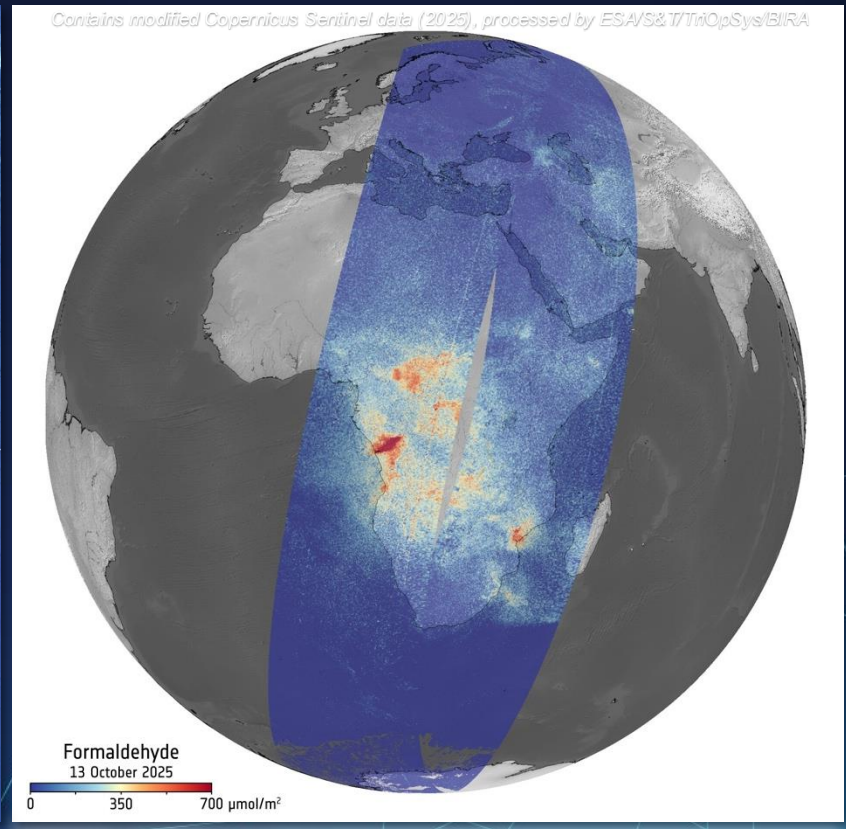 Contains modified Copernicus Sentinel data (2025), processed by ESA/S&T/TriOpSys/BIRA
Formaldehyde
13 October 2025
0 350 700 μmol/m²